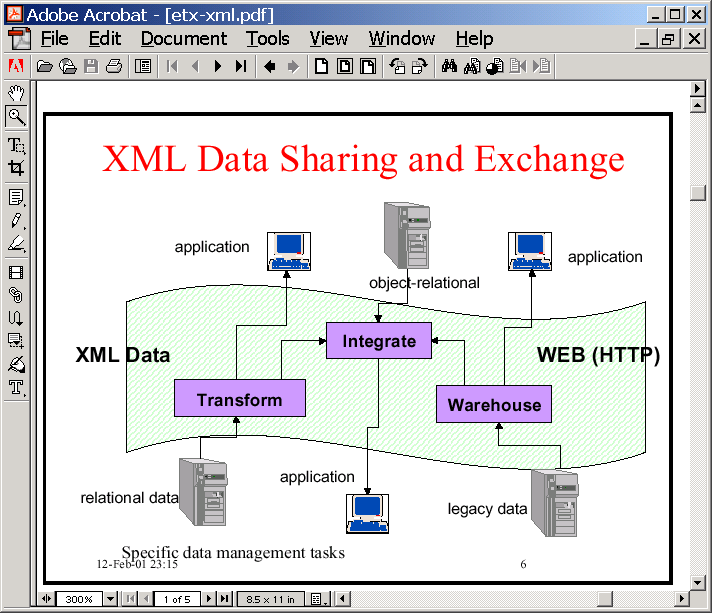 Adobe Acrobat - [etx-xml.pdf]
File Edit Document Tools View Window Help
XML Data Sharing and Exchange
application
application
object-relational
Integrate
XML Data
WEB (HTTP)
Transform
Warehouse
application
relational data
legacy data
Specific data management tasks
12-Feb-01 23:15
6
300%
1 of 5
8.5 x 11 in